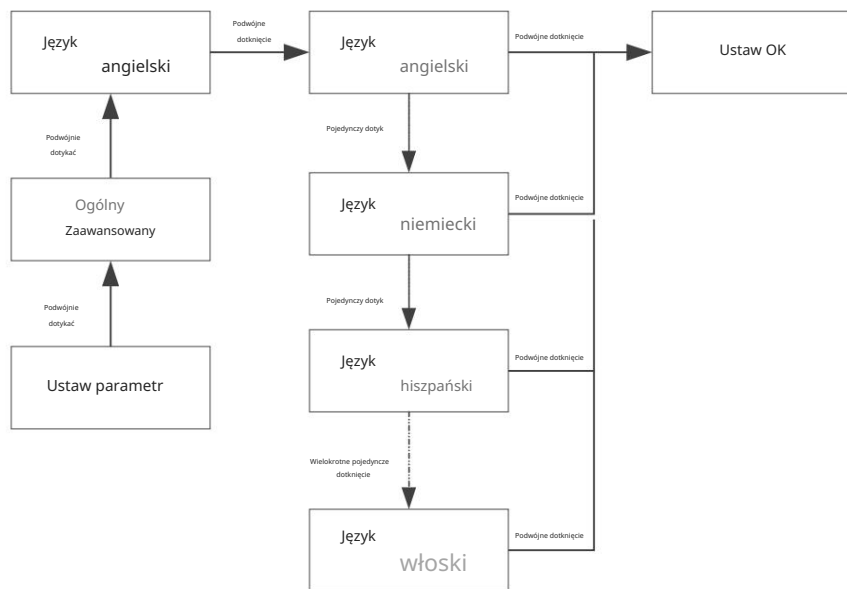 Język
angielski
Podwójne
dotknięcie
Język
angielski
Podwójne dotknięcie
Ustaw OK
Podwójnie
dotykać
Pojedynczy dotyk
Ogólny
Zaawansowany
Język
niemiecki
Podwójne dotknięcie
Podwójnie
dotykać
Pojedynczy dotyk
Ustaw parametr
Język
hiszpański
Podwójne dotknięcie
Wielokrotne pojedyncze
dotknięcie
Język
włoski
Podwójne dotknięcie